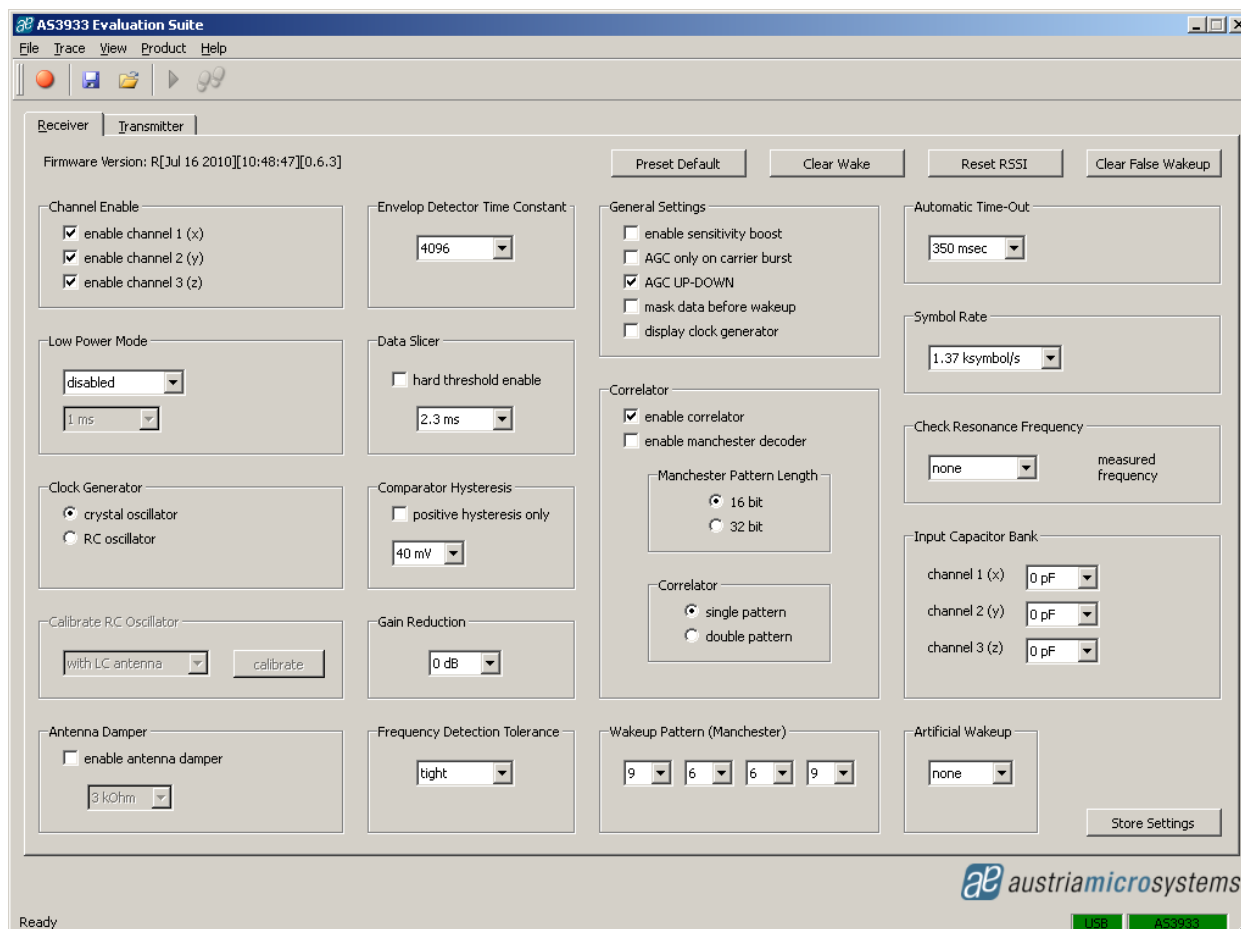 AS3933 Evaluation Suite
File Trace View Product Help
Receiver Transmitter
Firmware Version: R[Jul 16 2010][10:48:47][0.6.3]
Preset Default
Clear Wake
Reset RSSI
Clear False Wakeup
Channel Enable
enable channel 1 (x)
enable channel 2 (y)
enable channel 3 (z)
Low Power Mode
disabled
1 ms
Clock Generator
crystal oscillator
RC oscillator
Calibrate RC Oscillator
with LC antenna
calibrate
Antenna Damper
enable antenna damper
3 kOhm
Envelop Detector Time Constant
4096
Data Slicer
hard threshold enable
2.3 ms
Comparator Hysteresis
positive hysteresis only
40 mV
Gain Reduction
0 dB
Frequency Detection Tolerance
tight
General Settings
enable sensitivity boost
AGC only on carrier burst
AGC UP-DOWN
mask data before wakeup
display clock generator
Correlator
enable correlator
enable manchester decoder
Manchester Pattern Length
16 bit
32 bit
Correlator
single pattern
double pattern
Wakeup Pattern (Manchester)
9 6 6 9
Automatic Time-Out
350 msec
Symbol Rate
1.37 ksymbol/s
Check Resonance Frequency
none
measured
frequency
Input Capacitor Bank
channel 1 (x) 0 pF
channel 2 (y) 0 pF
channel 3 (z) 0 pF
Artificial Wakeup
none
Store Settings
ae austriamicrosystems
Ready
USB AS3933